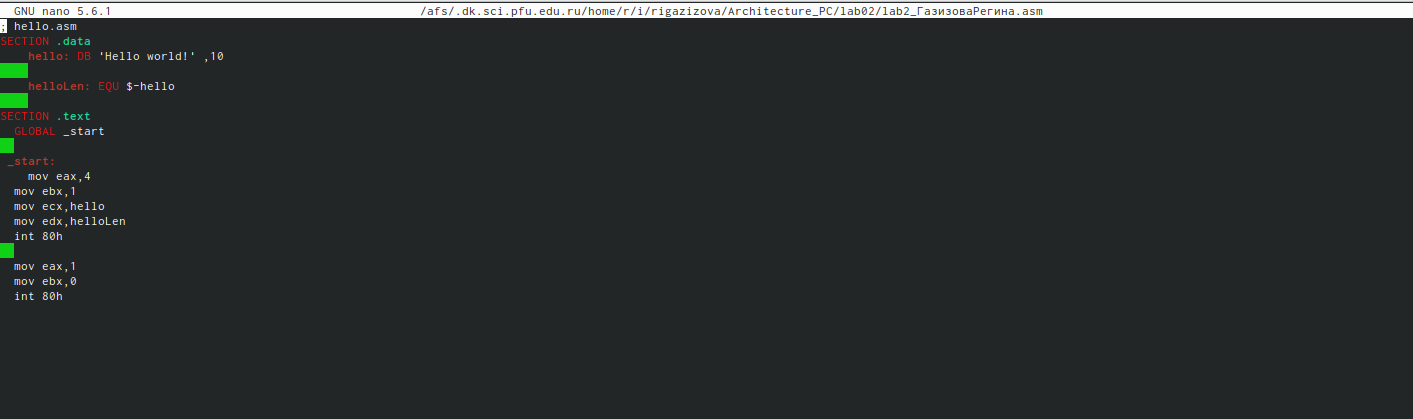 GNU nano 5.6.1 /afs/.dk.sci.pfu.edu.ru/home/r/i/rigazizova/Architecture_PC/lab02/lab2_ГазизоваРегина.asm
; hello.asm
SECTION .data
hello: DB 'Hello world!' ,10
helloLen: EQU $-hello
SECTION .text
GLOBAL _start
_start:
mov eax,4
mov ebx,1
mov ecx,hello
mov edx,helloLen
int 80h
mov eax,1
mov ebx,0
int 80h